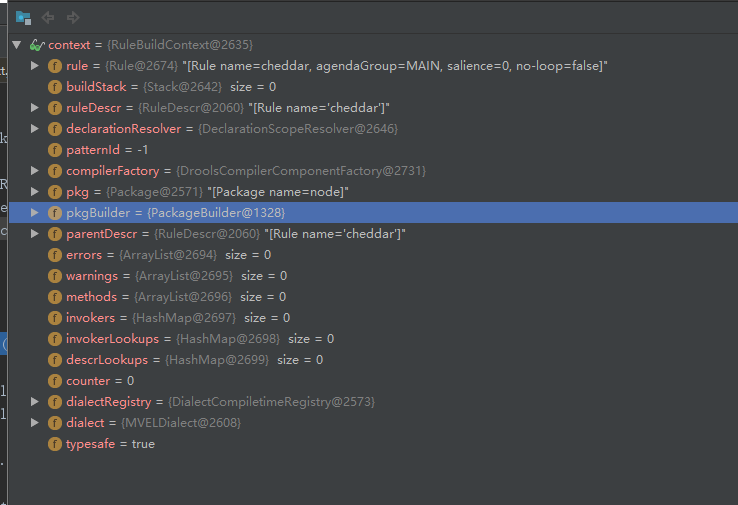 context = {RuleBuildContext@2635}
f rule = {Rule@2674} "[Rule name=cheddar, agendaGroup=MAIN, salience=0, no-loop=false]"
f buildStack = {Stack@2642} size = 0
f ruleDescr = {RuleDescr@2060} "[Rule name='cheddar']"
f declarationResolver = {DeclarationScopeResolver@2646}
f patternId = -1
f compilerFactory = {DroolsCompilerComponentFactory@2731}
f pkg = {Package@2571} "[Package name=node]"
f pkgBuilder = {PackageBuilder@1328}
f parentDescr = {RuleDescr@2060} "[Rule name='cheddar']"
f errors = {ArrayList@2694} size = 0
f warnings = {ArrayList@2695} size = 0
f methods = {ArrayList@2696} size = 0
f invokers = {HashMap@2697} size = 0
f invokerLookups = {HashMap@2698} size = 0
f descrLookups = {HashMap@2699} size = 0
f counter = 0
f dialectRegistry = {DialectCompiletimeRegistry@2573}
f dialect = {MVELDialect@2608}
f typesafe = true